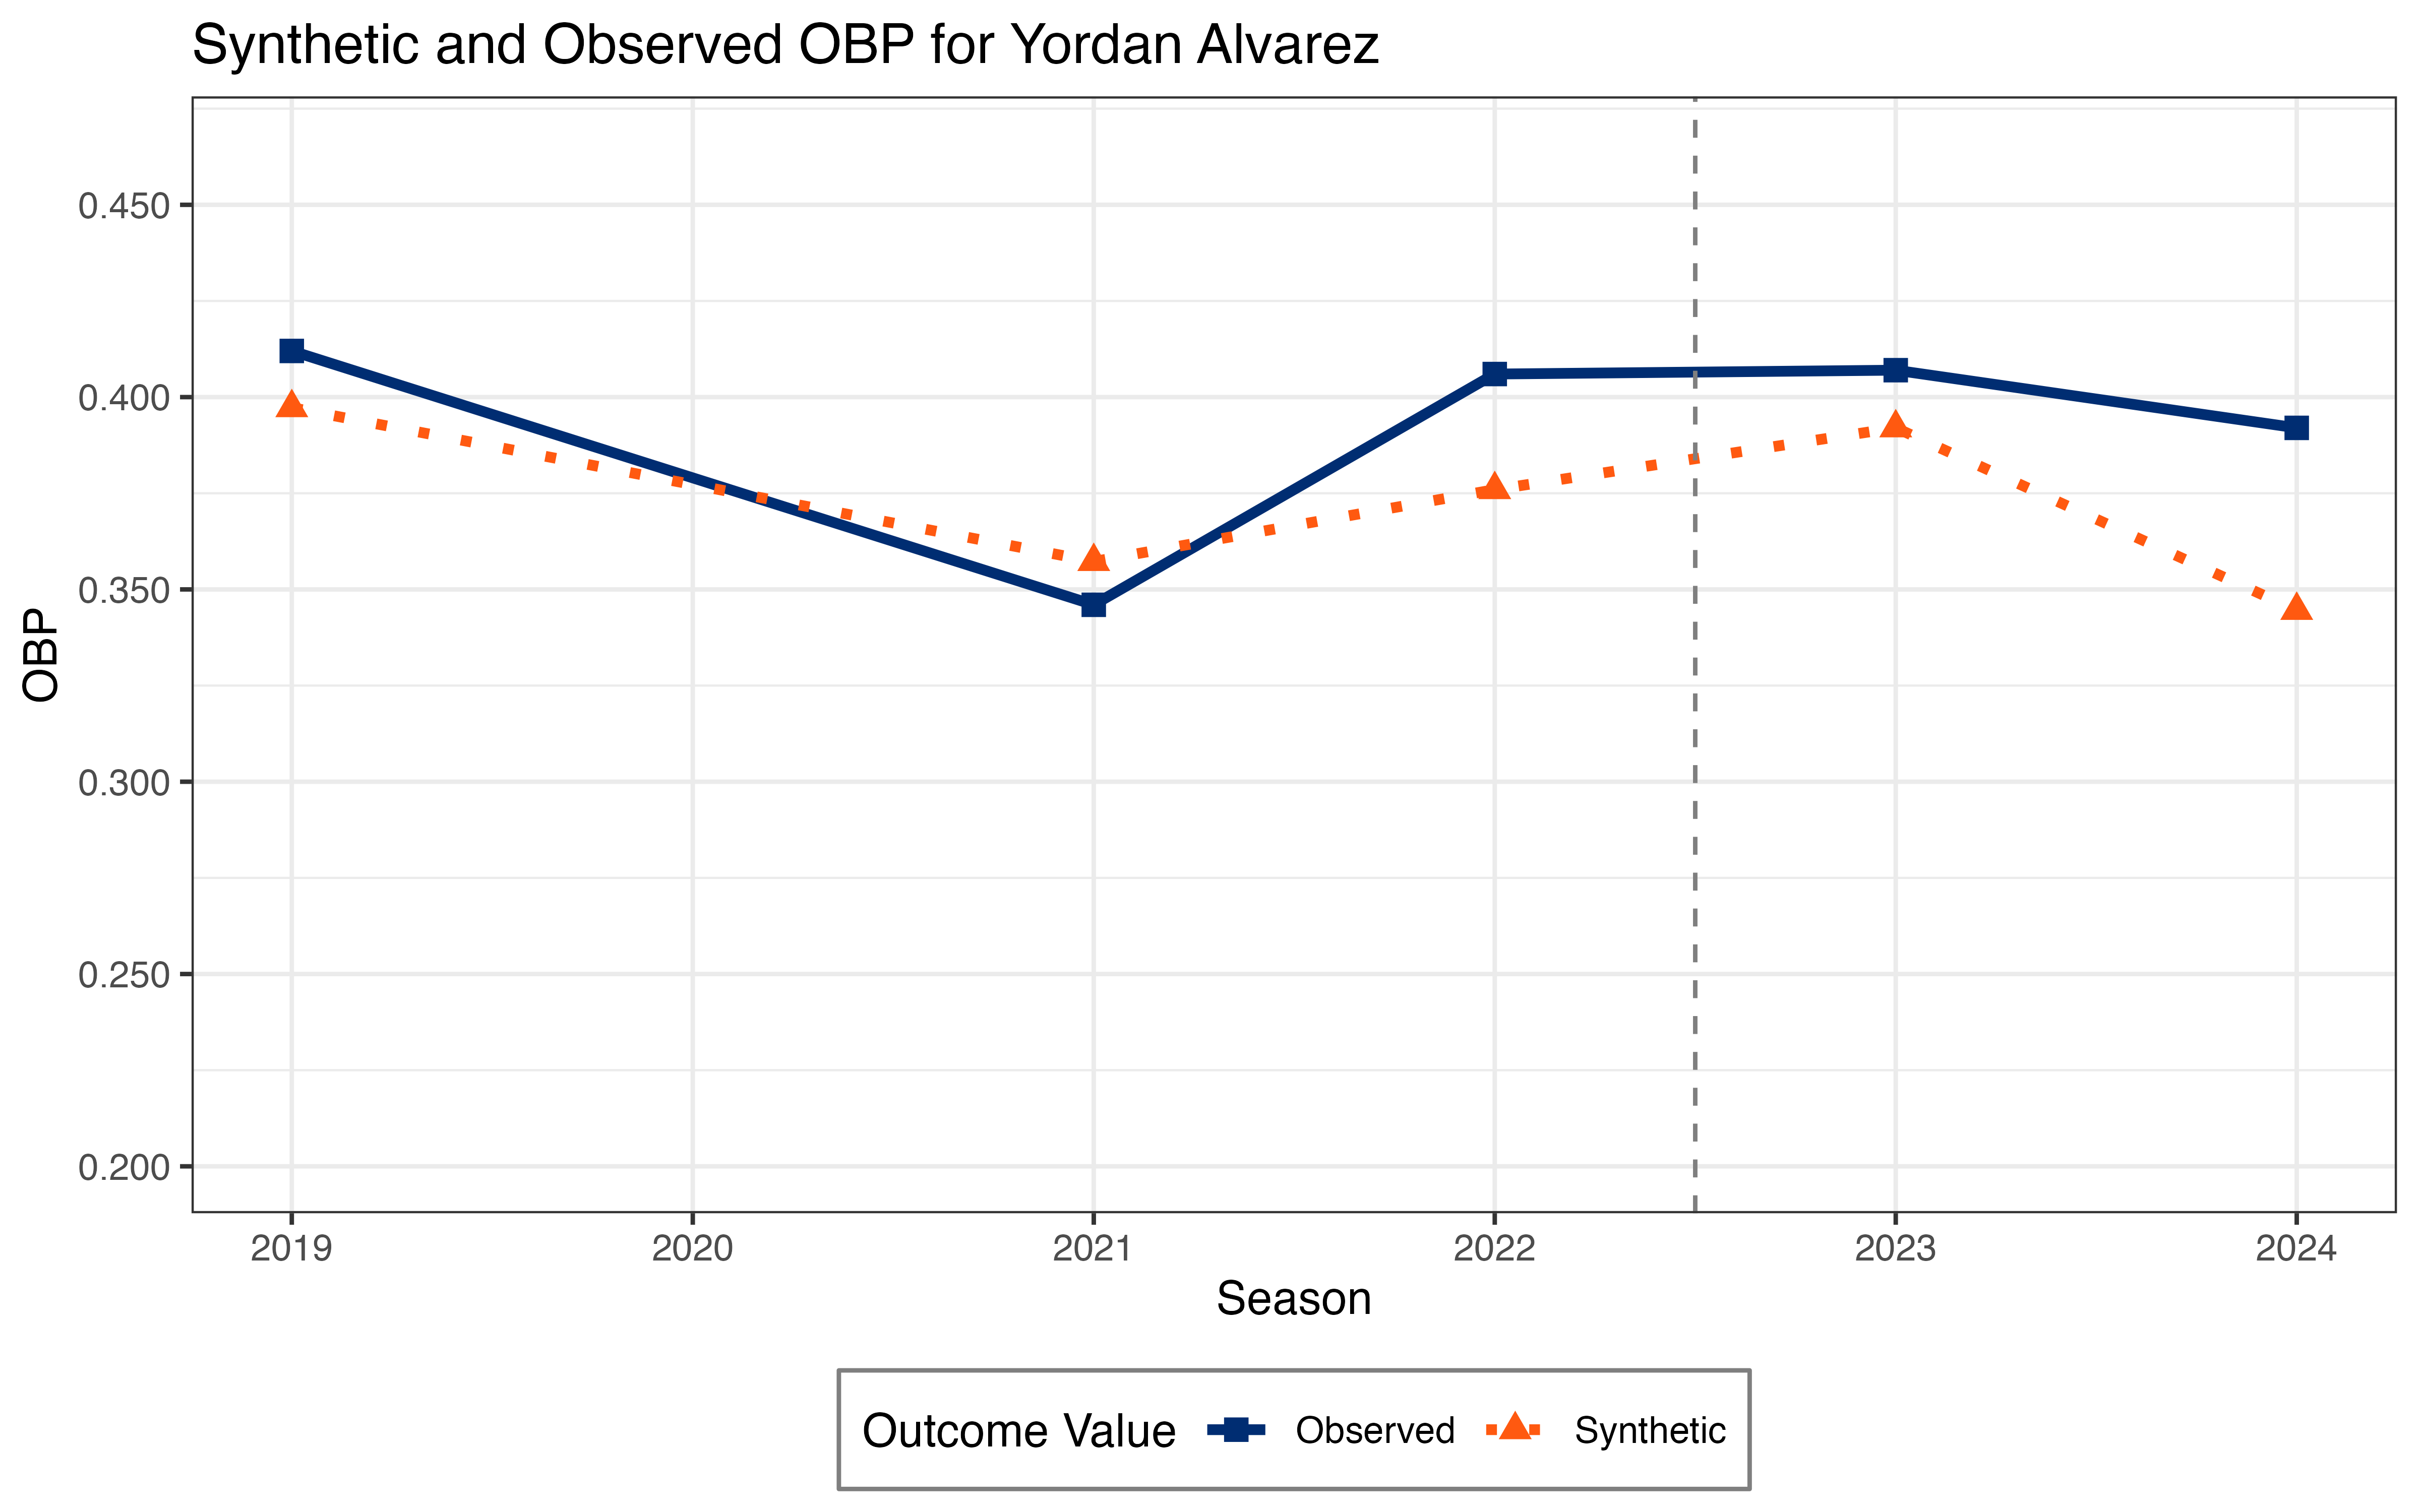 Synthetic and Observed OBP for Yordan Alvarez
OBP
0.450
0.400
0.350
0.300
0.250
0.200
2019 2020 2021 2022 2023 2024
Season
Outcome Value Observed Synthetic